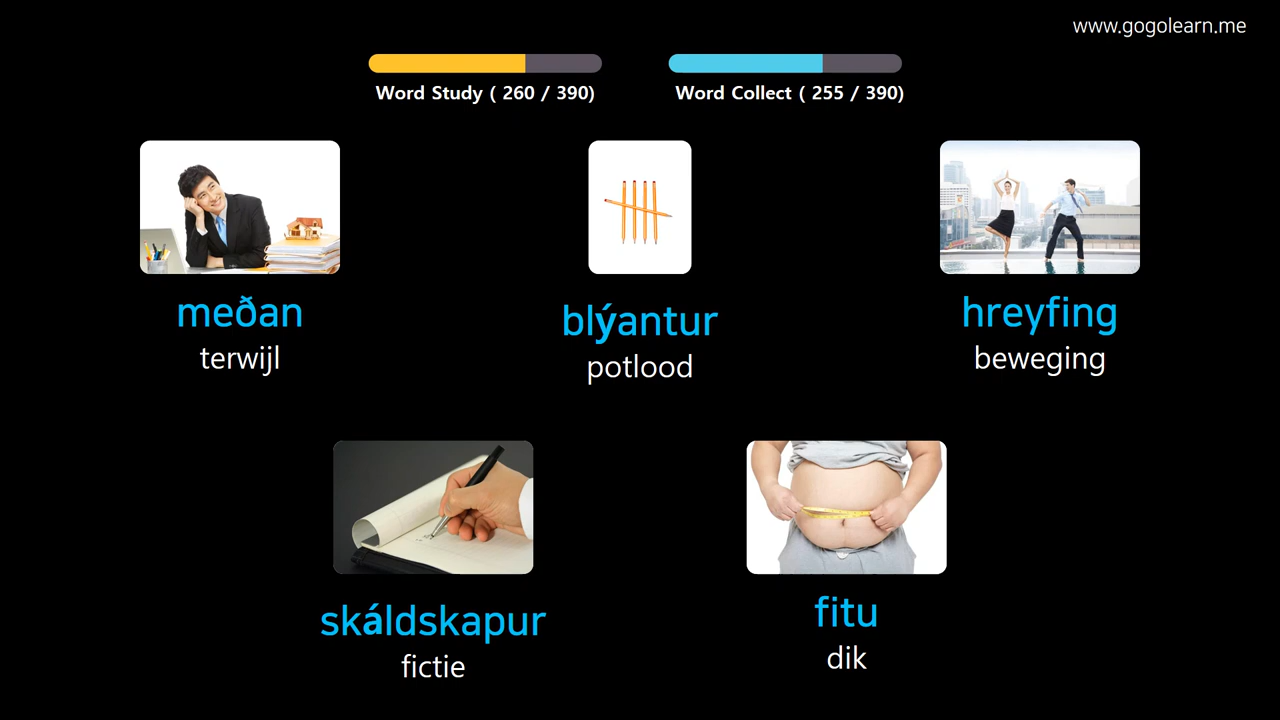 www.gogolearn.me
Word Study ( 260 / 390)
Word Collect ( 255 / 390)
meðan
terwijl
blýantur
potlood
hreyfing
beweging
skáldskapur
fictie
fitu
dik